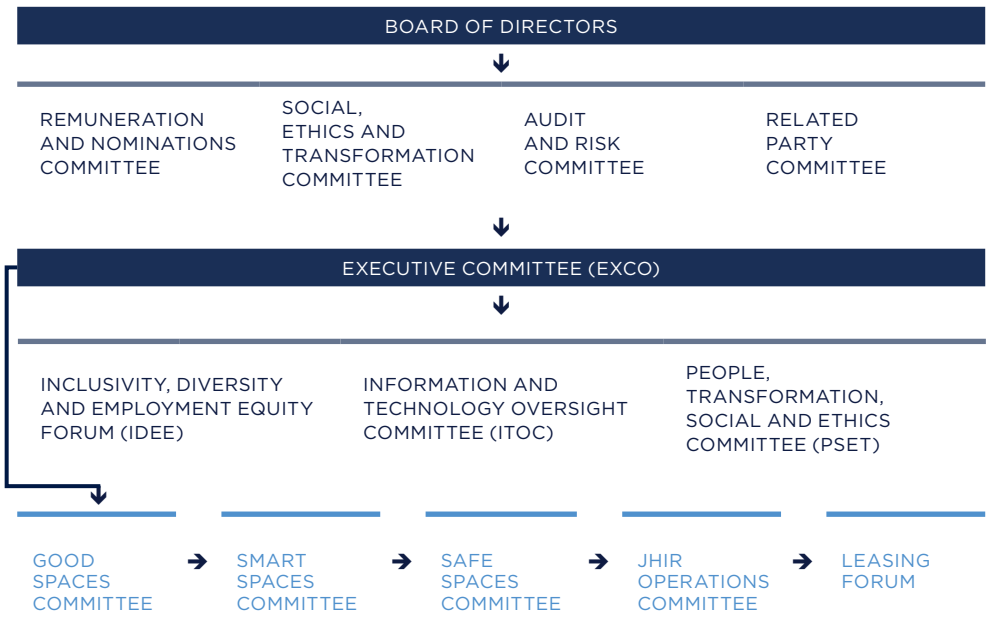 BOARD OF DIRECTORS
REMUNERATION
AND NOMINATIONS
COMMITTEE
SOCIAL,
ETHICS AND
TRANSFORMATION
COMMITTEE
AUDIT
AND RISK
COMMITTEE
RELATED
PARTY
COMMITTEE
EXECUTIVE COMMITTEE (EXCO)
INCLUSIVITY, DIVERSITY
AND EMPLOYMENT EQUITY
FORUM (IDEE)
INFORMATION AND
TECHNOLOGY OVERSIGHT
COMMITTEE (ITOC)
PEOPLE,
TRANSFORMATION,
SOCIAL AND ETHICS
COMMITTEE (PSET)
GOOD
SPACES
COMMITTEE
SMART
SPACES
COMMITTEE
SAFE
SPACES
COMMITTEE
JHIR
OPERATIONS
COMMITTEE
LEASING
FORUM